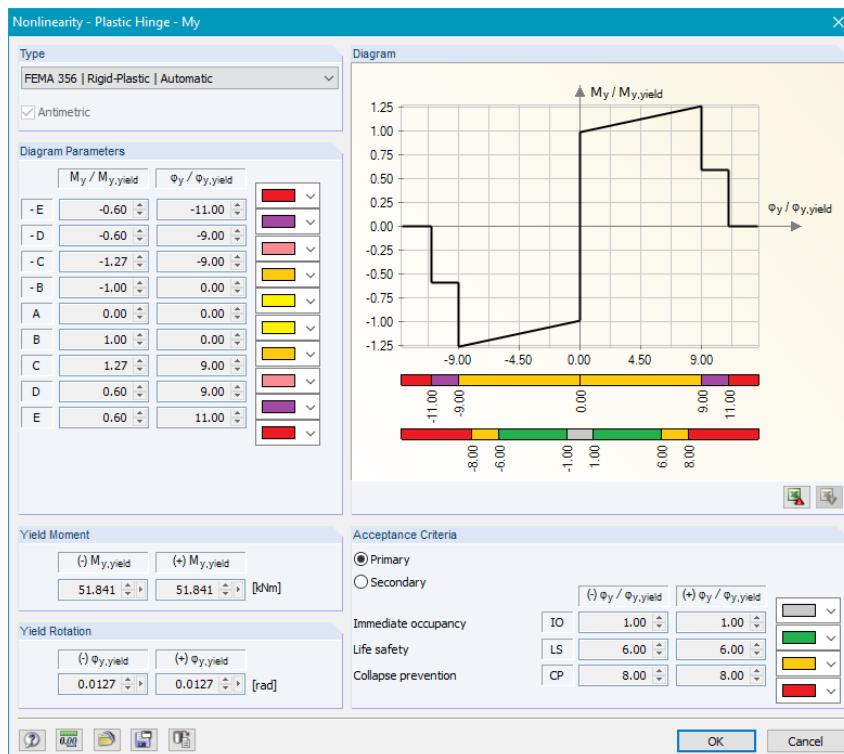 Nonlinearity - Plastic Hinge - My
Type
FEMA 356 | Rigid-Plastic | Automatic
Antimetric
Diagram Parameters
My / My,yield φy / φy,yield
- E -0.60 -11.00
- D -0.60 -9.00
- C -1.27 -9.00
- B -1.00 0.00
A 0.00 0.00
B 1.00 0.00
C 1.27 9.00
D 0.60 9.00
E 0.60 11.00
Yield Moment
(-) My,yield (+) My,yield
51.841 51.841 [kNm]
Yield Rotation
(-) φy,yield (+) φy,yield
0.0127 0.0127 [rad]
Diagram
My / My,yield
1.25
1.00
0.75
0.50
0.25
φy / φy,yield
0.00
-0.25
-0.50
-0.75
-1.00
-1.25
-9.00 -4.50 0.00 4.50 9.00
-11.00 -9.00 0.00 9.00 11.00
-8.00 -6.00 -1.00 1.00 6.00 8.00
Acceptance Criteria
Primary
Secondary
(-) φy / φy,yield (+) φy / φy,yield
Immediate occupancy IO 1.00 1.00
Life safety LS 6.00 6.00
Collapse prevention CP 8.00 8.00
0.00
OK Cancel